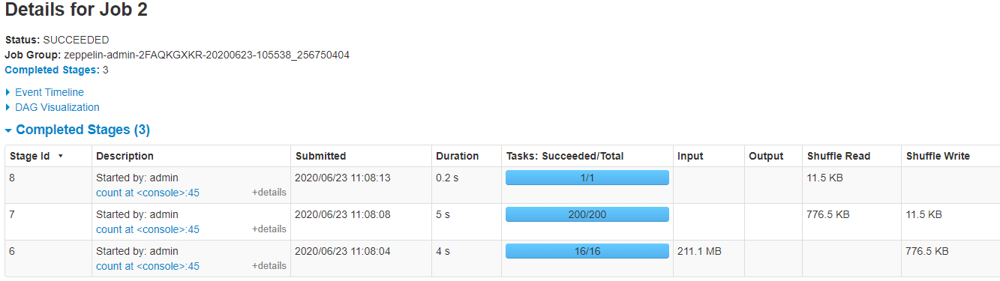 Details for Job 2
Status: SUCCEEDED
Job Group: zeppelin-admin-2FAQKGXKR-20200623-105538_256750404
Completed Stages: 3
Event Timeline
DAG Visualization
Completed Stages (3)
Stage Id Description Submitted Duration Tasks: Succeeded/Total Input Output Shuffle Read Shuffle Write
8 Started by: admin 2020/06/23 11:08:13 0.2 s 1/1 11.5 KB
count at <console>:45 +details
7 Started by: admin 2020/06/23 11:08:08 5 s 200/200 776.5 KB 11.5 KB
count at <console>:45 +details
6 Started by: admin 2020/06/23 11:08:04 4 s 16/16 211.1 MB 776.5 KB
count at <console>:45 +details